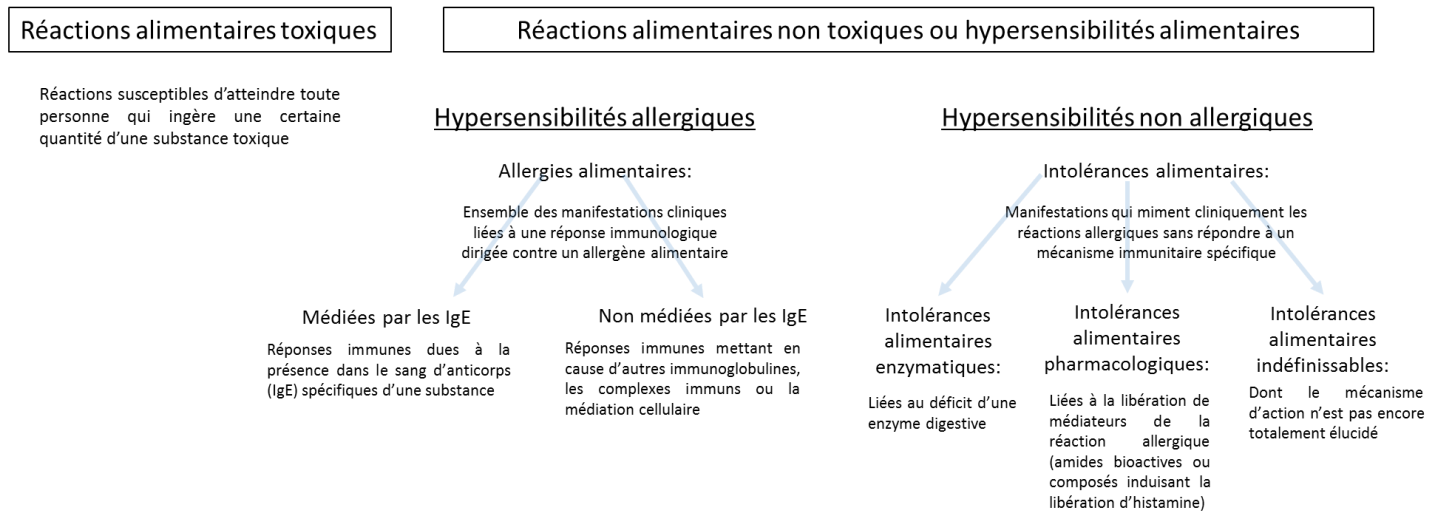 Réactions alimentaires toxiques
Réactions alimentaires non toxiques ou hypersensibilités alimentaires
Réactions susceptibles d'atteindre toute
personne qui ingère une certaine
quantité d'une substance toxique
Hypersensibilités allergiques
Allergies alimentaires:
Ensemble des manifestations cliniques
liées à une réponse immunologique
dirigée contre un allergène alimentaire
Médiées par les IgE
Réponses immunes dues à la
présence dans le sang d'anticorps
(IgE) spécifiques d'une substance
Non médiées par les IgE
Réponses immunes mettant en
cause d'autres immunoglobulines,
les complexes immuns ou la
médiation cellulaire
Hypersensibilités non allergiques
Intolérances alimentaires:
Manifestations qui miment cliniquement les
réactions allergiques sans répondre à un
mécanisme immunitaire spécifique
Intolérances
alimentaires
enzymatiques:
Liées au déficit d'une
enzyme digestive
Intolérances
alimentaires
pharmacologiques:
Liées à la libération de
médiateurs de la
réaction allergique
(amides bioactives ou
composés induisant la
libération d'histamine)
Intolérances
alimentaires
indéfinissables:
Dont le mécanisme
d'action n'est pas encore
totalement élucidé